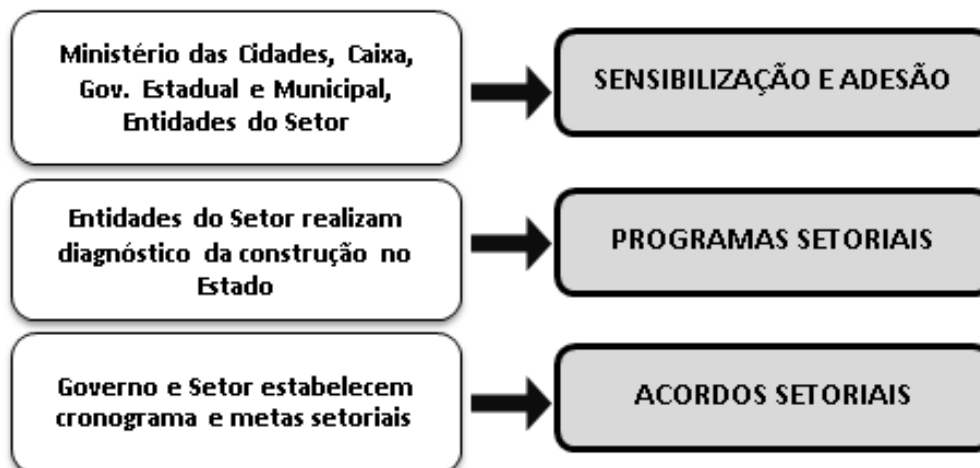 Ministério das Cidades, Caixa,
Gov. Estadual e Municipal,
Entidades do Setor
SENSIBILIZAÇÃO E ADESÃO
Entidades do Setor realizam
diagnóstico da construção no
Estado
PROGRAMAS SETORIAIS
Governo e Setor estabelecem
cronograma e metas setoriais
ACORDOS SETORIAIS